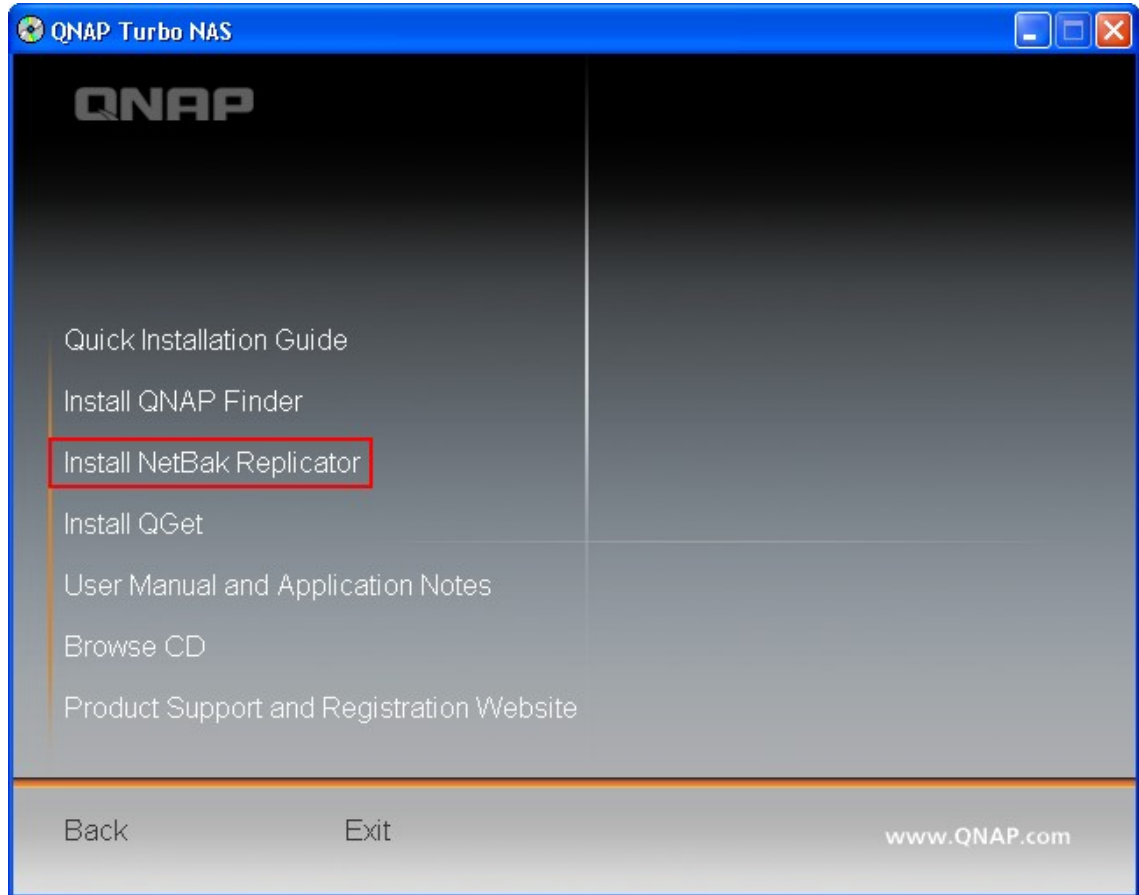 QNAP Turbo NAS
QNAP
Quick Installation Guide
Install QNAP Finder
Install NetBak Replicator
Install QGet
User Manual and Application Notes
Browse CD
Product Support and Registration Website
Back Exit www.QNAP.com